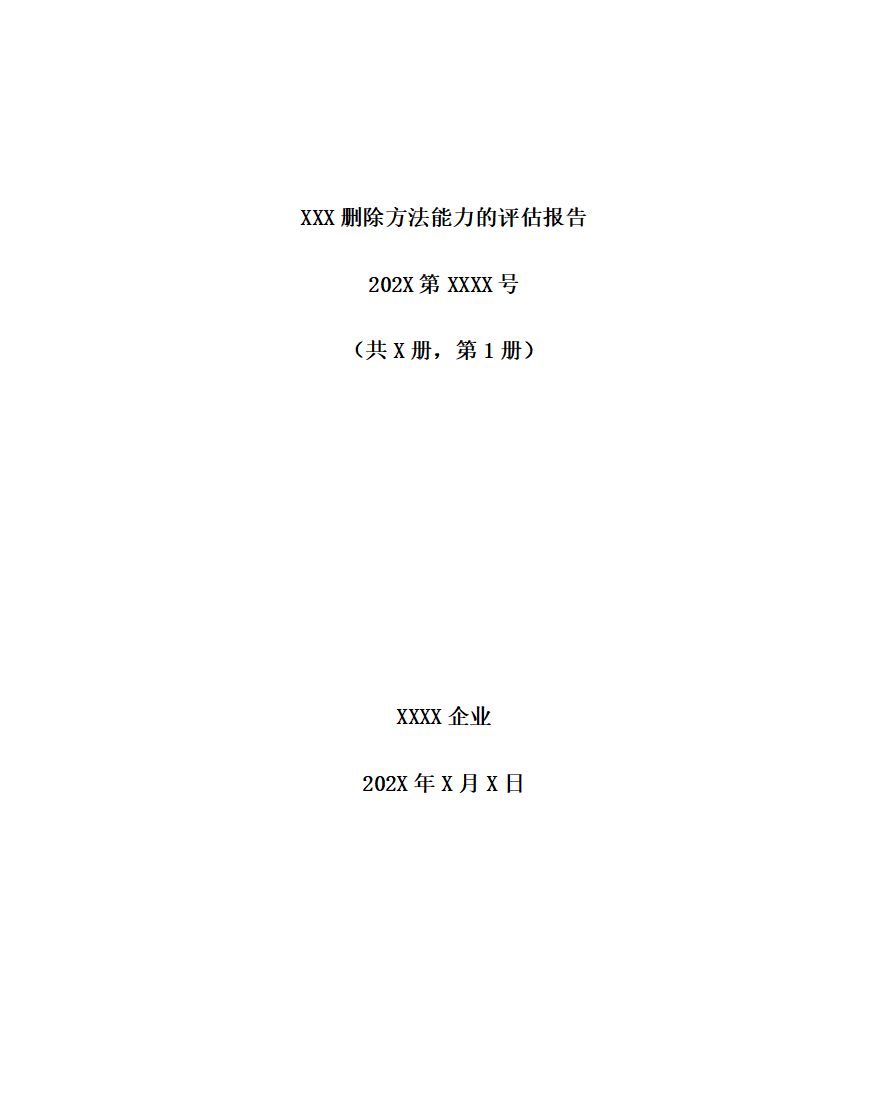 XXX 删除方法能力的评估报告
202X 第 XXXX 号
（共 X 册，第 1 册）
XXXX 企业
202X 年 X 月 X 日